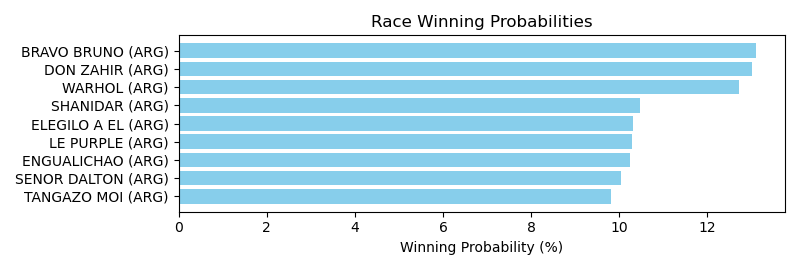 Race Winning Probabilities
BRAVO BRUNO (ARG)
DON ZAHIR (ARG)
WARHOL (ARG)
SHANIDAR (ARG)
ELEGILO A EL (ARG)
LE PURPLE (ARG)
ENGUALICHAO (ARG)
SENOR DALTON (ARG)
TANGAZO MOI (ARG)
0 2 4 6 8 10 12
Winning Probability (%)